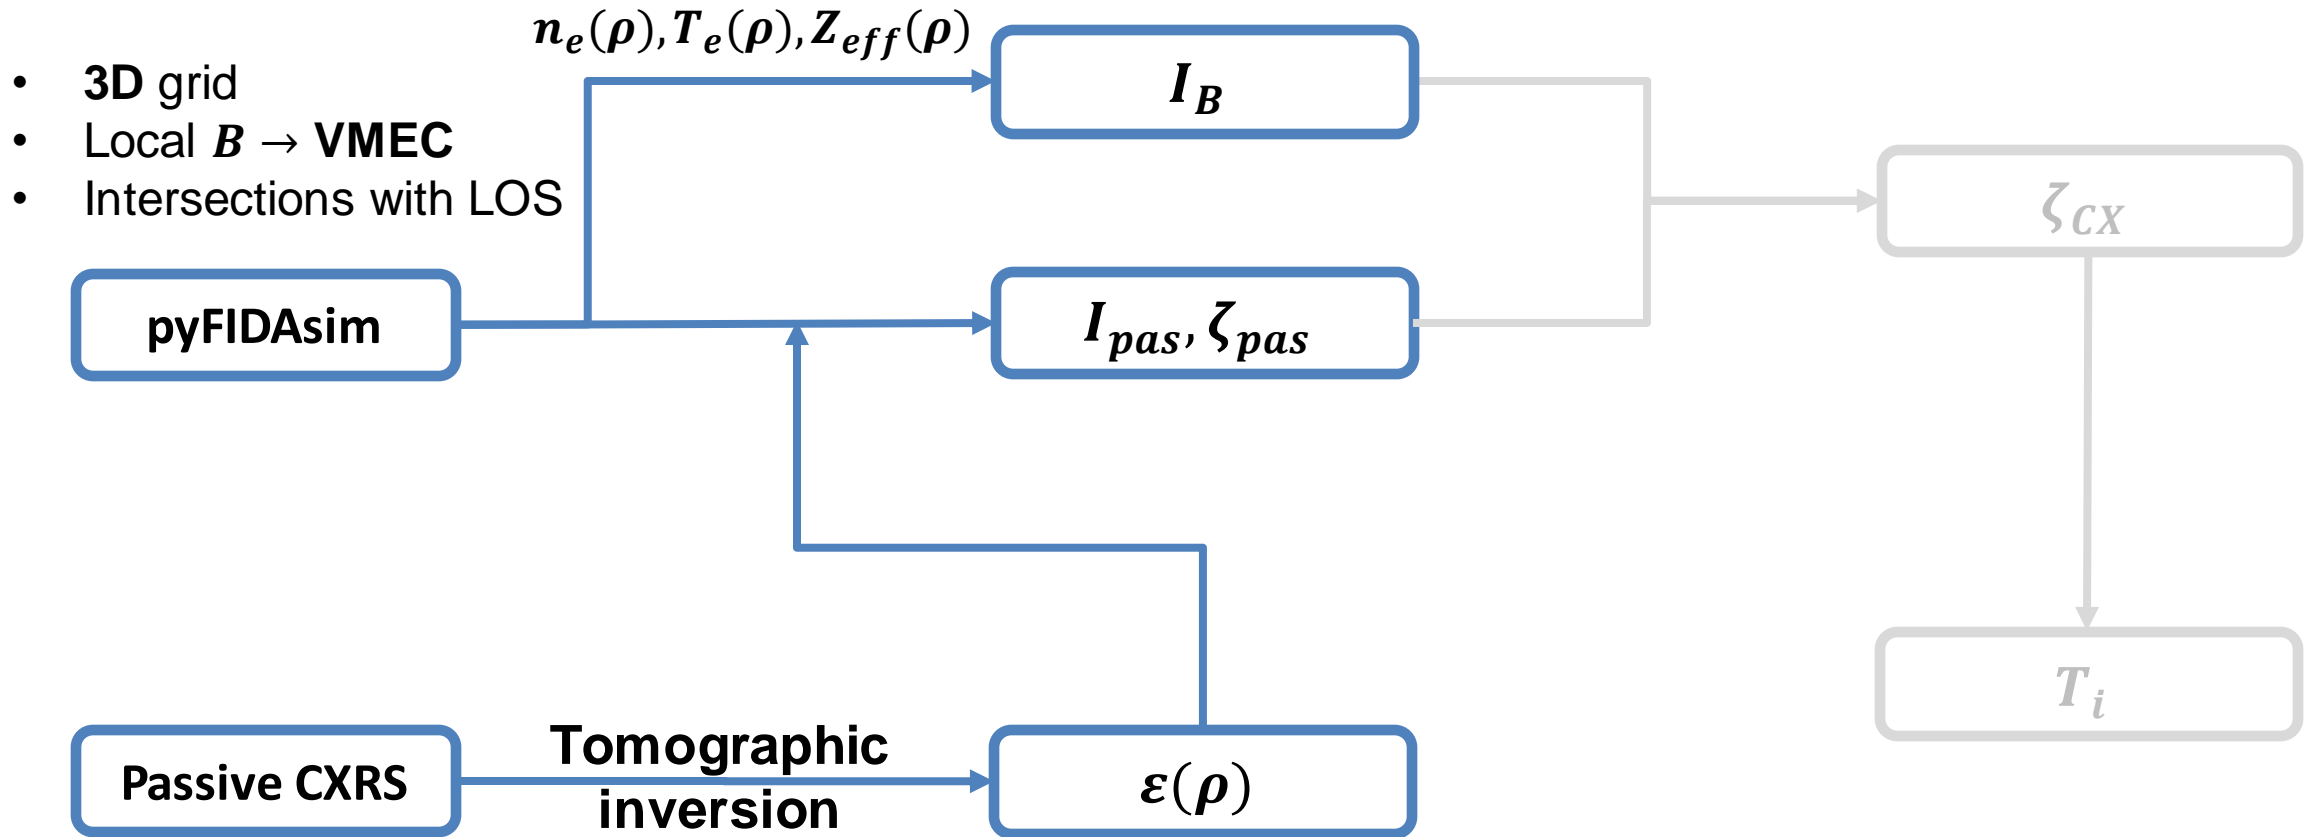 n_e(ρ), T_e(ρ), Z_eff(ρ)
• 3D grid
• Local B → VMEC
• Intersections with LOS
I_B
ζ_CX
pyFIDAsim
I_pas, ζ_pas
T_i
Passive CXRS
Tomographic
inversion
ε(ρ)